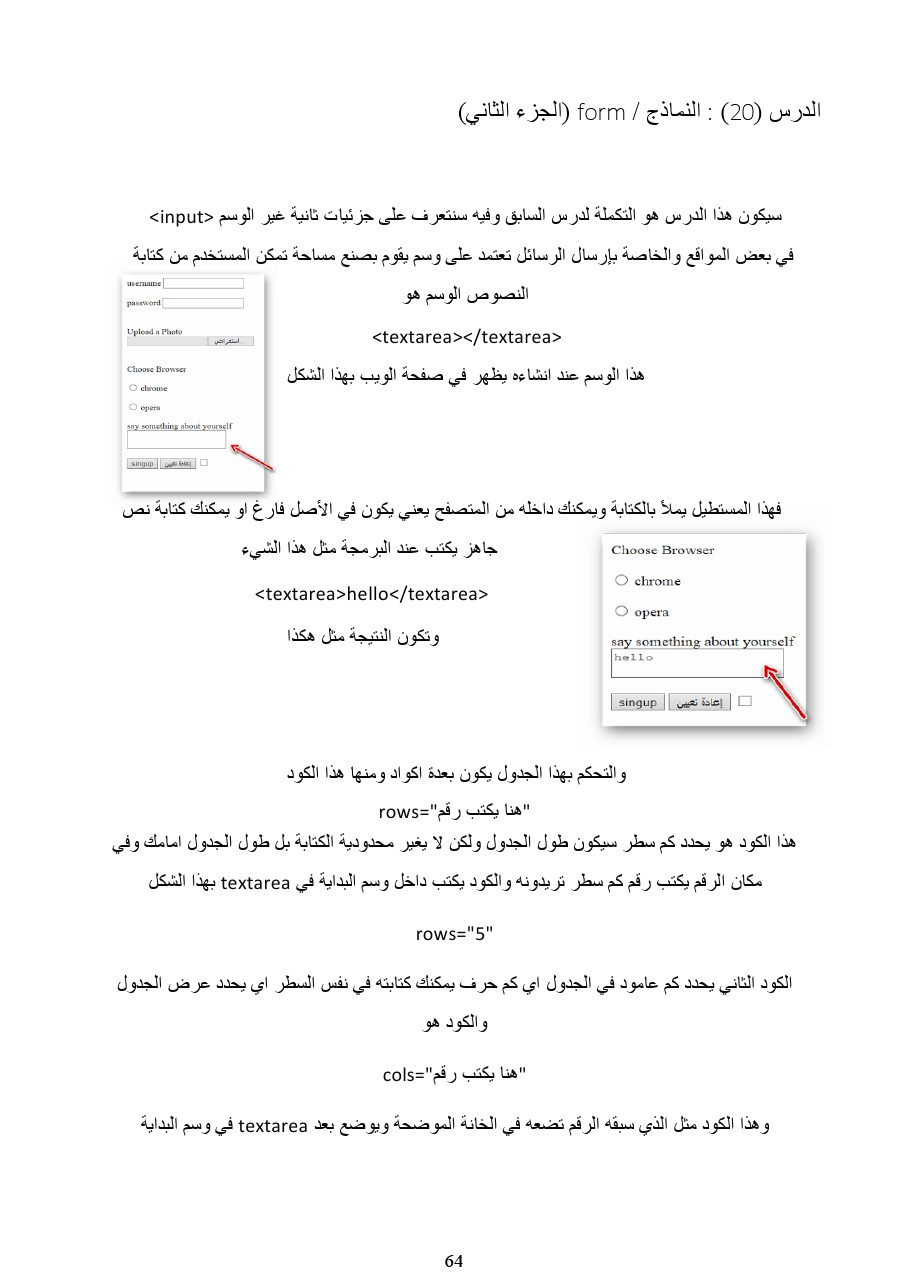 الدرس (20) : النماذج / form (الجزء الثاني)
سيكون هذا الدرس هو التكملة لدرس السابق وفيه سنتعرف على جزئيات ثانية غير الوسم <input>
في بعض المواقع والخاصة بإرسال الرسائل تعتمد على وسم يقوم بصنع مساحة تمكن المستخدم من كتابة
النصوص الوسم هو
<textarea></textarea>
هذا الوسم عند انشاءه يظهر في صفحة الويب بهذا الشكل
username
password
Upload a Photo
استعراض...
Choose Browser
chrome
opera
say something about yourself
singup إعادة تعيين
فهذا المستطيل يملأ بالكتابة ويمكنك داخله من المتصفح يعني يكون في الأصل فارغ او يمكنك كتابة نص
جاهز يكتب عند البرمجة مثل هذا الشيء
<textarea>hello</textarea>
وتكون النتيجة مثل هكذا
Choose Browser
chrome
opera
say something about yourself
hello
singup إعادة تعيين
والتحكم بهذا الجدول يكون بعدة اكواد ومنها هذا الكود
rows="هنا يكتب رقم"
هذا الكود هو يحدد كم سطر سيكون طول الجدول ولكن لا يغير محدودية الكتابة بل طول الجدول امامك وفي
مكان الرقم يكتب رقم كم سطر تريدونه والكود يكتب داخل وسم البداية في textarea بهذا الشكل
rows="5"
الكود الثاني يحدد كم عامود في الجدول اي كم حرف يمكنك كتابته في نفس السطر اي يحدد عرض الجدول
والكود هو
cols="هنا يكتب رقم"
وهذا الكود مثل الذي سبقه الرقم تضعه في الخانة الموضحة ويوضع بعد textarea في وسم البداية
64